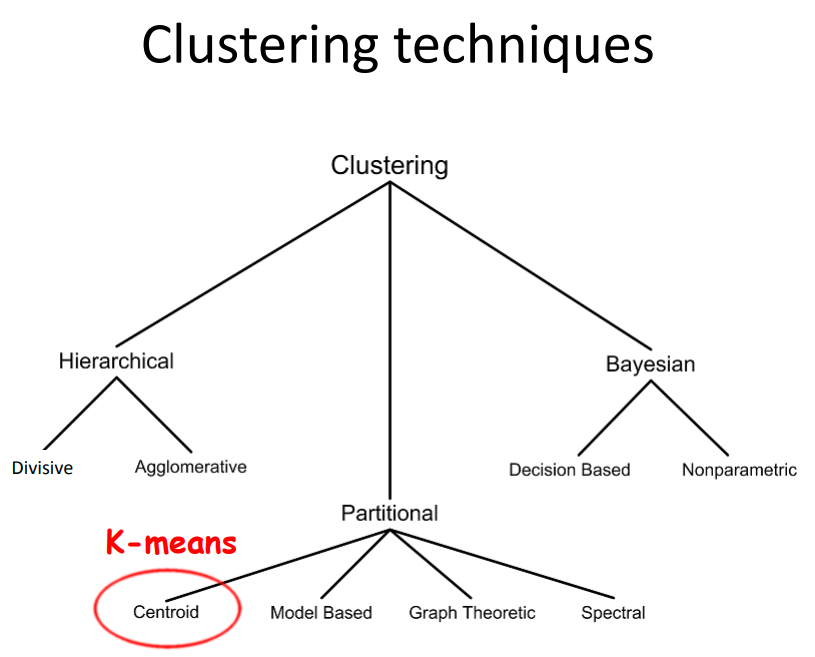 Clustering techniques
Clustering
Hierarchical
Bayesian
Divisive
Agglomerative
Decision Based
Nonparametric
Partitional
K-means
Centroid
Model Based
Graph Theoretic
Spectral